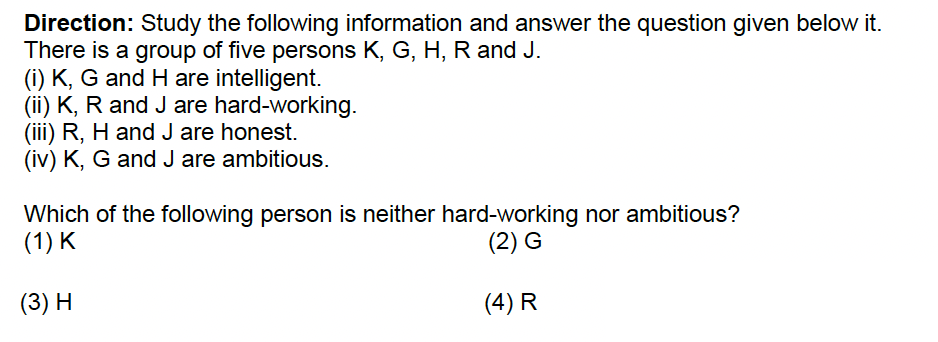 Direction: Study the following information and answer the question given below it.
There is a group of five persons K, G, H, R and J.
(i) K, G and H are intelligent.
(ii) K, R and J are hard-working.
(iii) R, H and J are honest.
(iv) K, G and J are ambitious.
Which of the following person is neither hard-working nor ambitious?
(1) K (2) G
(3) H (4) R